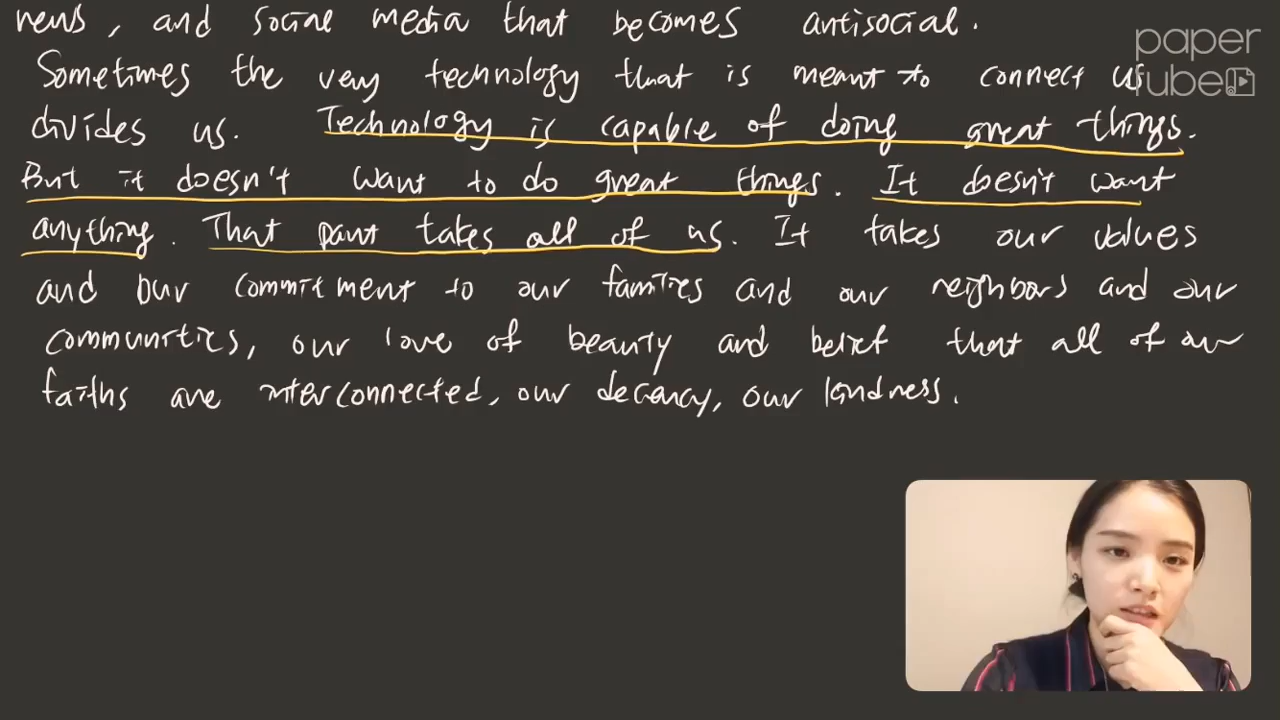 news, and social media that becomes antisocial.
paper
Sometimes the very technology that is meant to connect us
tube
divides us. Technology is capable of doing great things.
But it doesn't want to do great things. It doesn't want
anything. That part takes all of us. It takes our values
and our commitment to our families and our neighbors and our
communities, our love of beauty and belief that all of our
faiths are interconnected, our decency, our kindness.